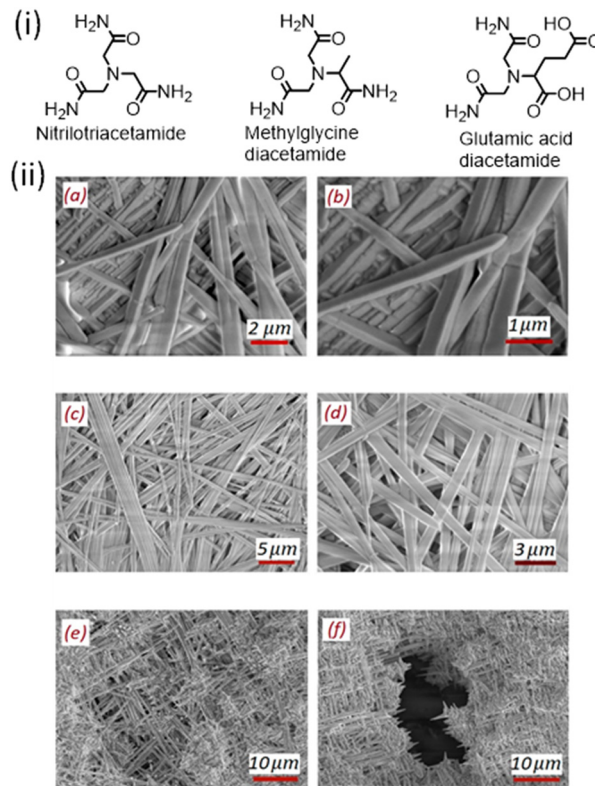 (i)
H₂N
O
N
NH₂
O
H₂N
O
Nitrilotriacetamide
H₂N
O
N
NH₂
O
H₂N
O
Methylglycine
diacetamide
HO
O
H₂N
O
N
OH
O
H₂N
O
Glutamic acid
diacetamide
(ii)
(a)
2 μm
(b)
1μm
(c)
5μm
(d)
3μm
(e)
10μm
(f)
10μm